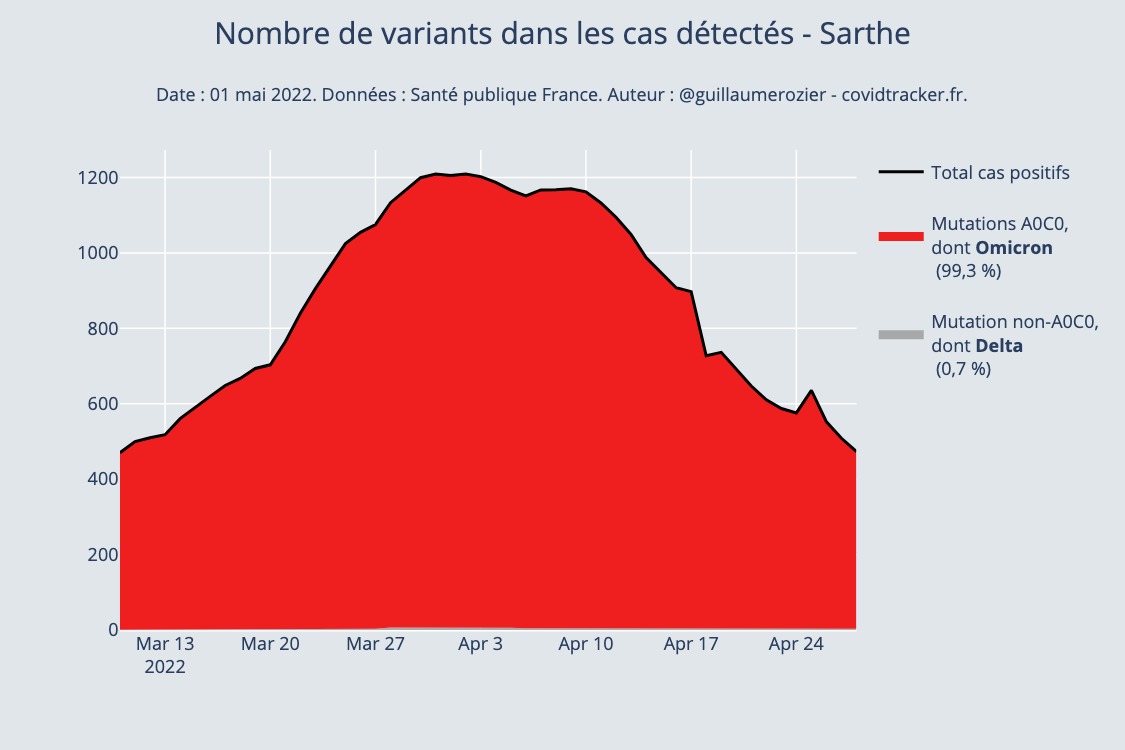 Nombre de variants dans les cas détectés - Sarthe
Date : 01 mai 2022. Données : Santé publique France. Auteur : @guillaumerozier - covidtracker.fr.
1200
1000
800
600
400
200
0
Mar 13
2022
Mar 20
Mar 27
Apr 3
Apr 10
Apr 17
Apr 24
Total cas positifs
Mutations A0C0,
dont Omicron
(99,3 %)
Mutation non-A0C0,
dont Delta
(0,7 %)